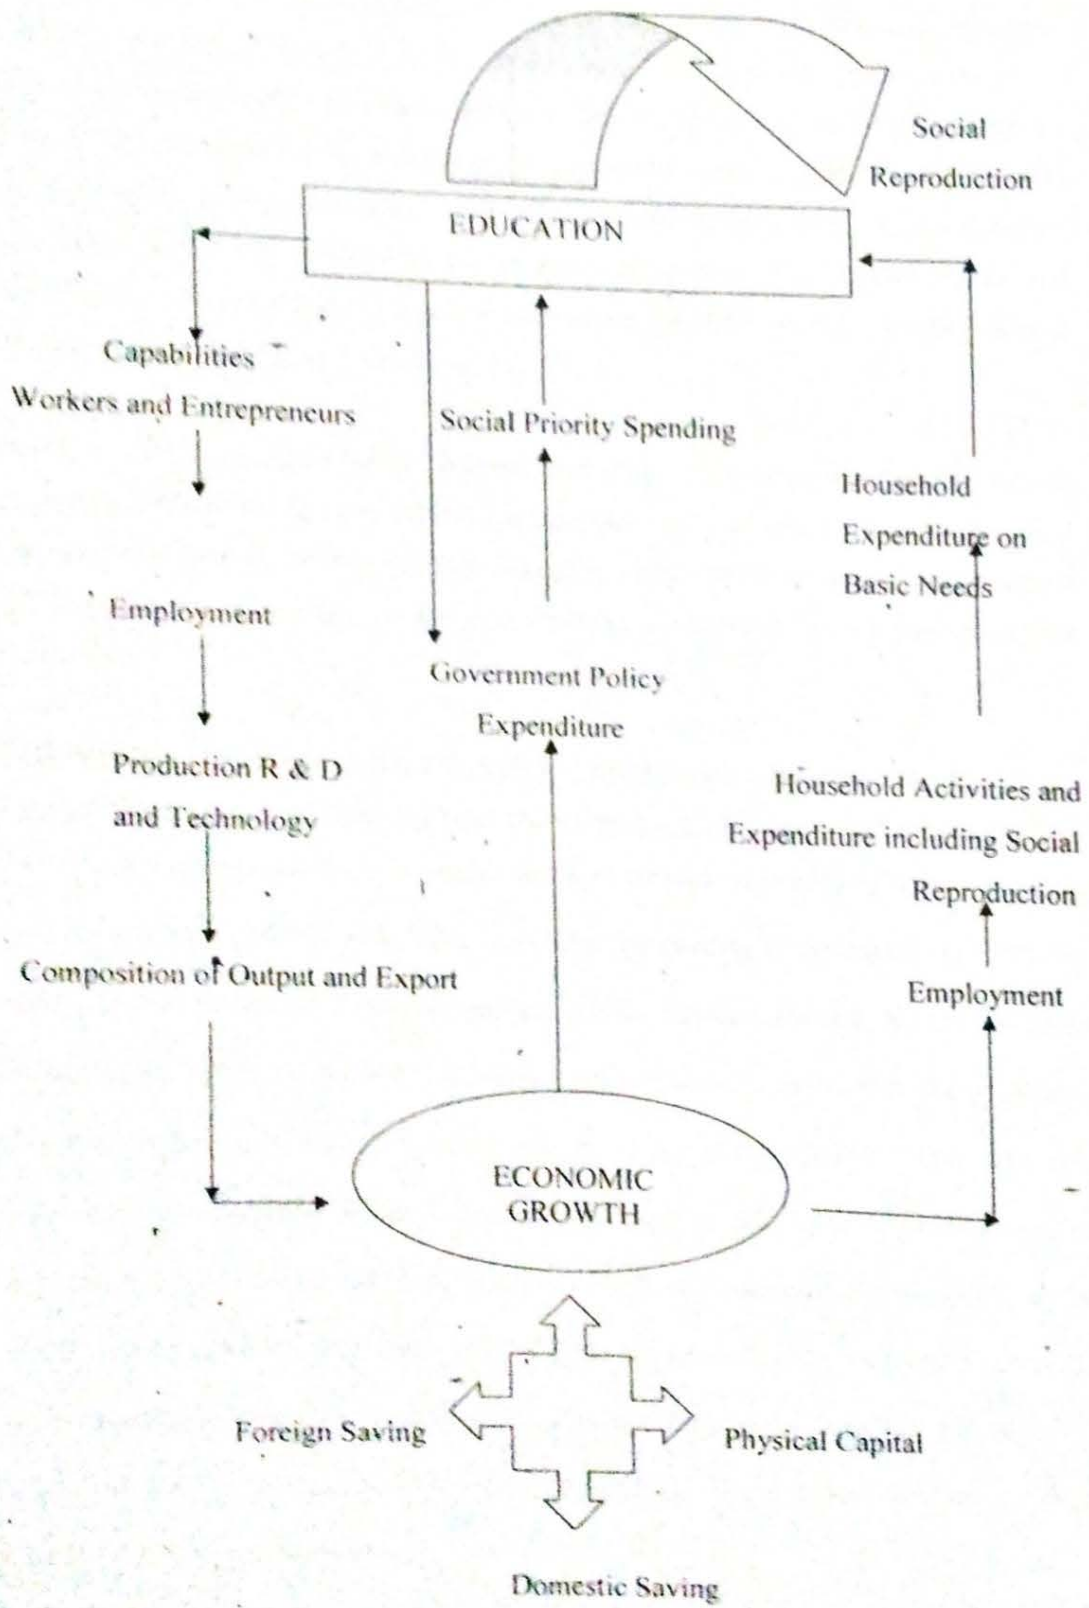 Social
Reproduction
EDUCATION
Capabilities
Workers and Entrepreneurs
Social Priority Spending
Household
Expenditure on
Basic Needs
Employment
Government Policy
Expenditure
Production R & D
and Technology
Household Activities and
Expenditure including Social
Reproduction
Composition of Output and Export
Employment
ECONOMIC
GROWTH
Foreign Saving
Physical Capital
Domestic Saving